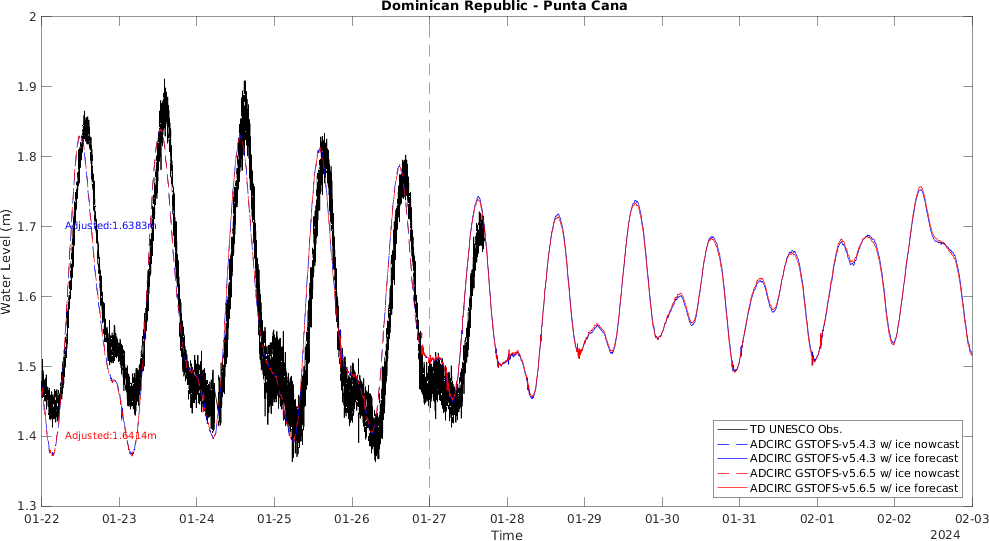 Dominican Republic - Punta Cana
2
1.9
1.8
1.7
1.6
1.5
1.4
1.3
Water Level (m)
Adjusted:1.6383m
Adjusted:1.6414m
TD UNESCO Obs.
ADCIRC GSTOFS-v5.4.3 w/ ice nowcast
ADCIRC GSTOFS-v5.4.3 w/ ice forecast
ADCIRC GSTOFS-v5.6.5 w/ ice nowcast
ADCIRC GSTOFS-v5.6.5 w/ ice forecast
01-22 01-23 01-24 01-25 01-26 01-27 01-28 01-29 01-30 01-31 02-01 02-02 02-03
Time
2024